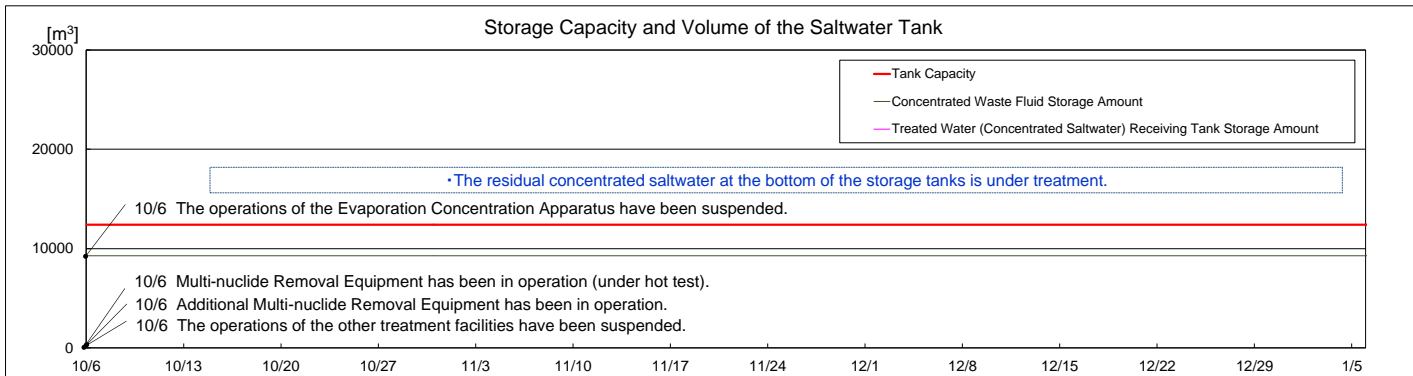 Storage Capacity and Volume of the Saltwater Tank
[m³]
30000
Tank Capacity
Concentrated Waste Fluid Storage Amount
Treated Water (Concentrated Saltwater) Receiving Tank Storage Amount
20000
・The residual concentrated saltwater at the bottom of the storage tanks is under treatment.
10/6 The operations of the Evaporation Concentration Apparatus have been suspended.
10000
10/6 Multi-nuclide Removal Equipment has been in operation (under hot test).
10/6 Additional Multi-nuclide Removal Equipment has been in operation.
10/6 The operations of the other treatment facilities have been suspended.
0
10/6 10/13 10/20 10/27 11/3 11/10 11/17 11/24 12/1 12/8 12/15 12/22 12/29 1/5